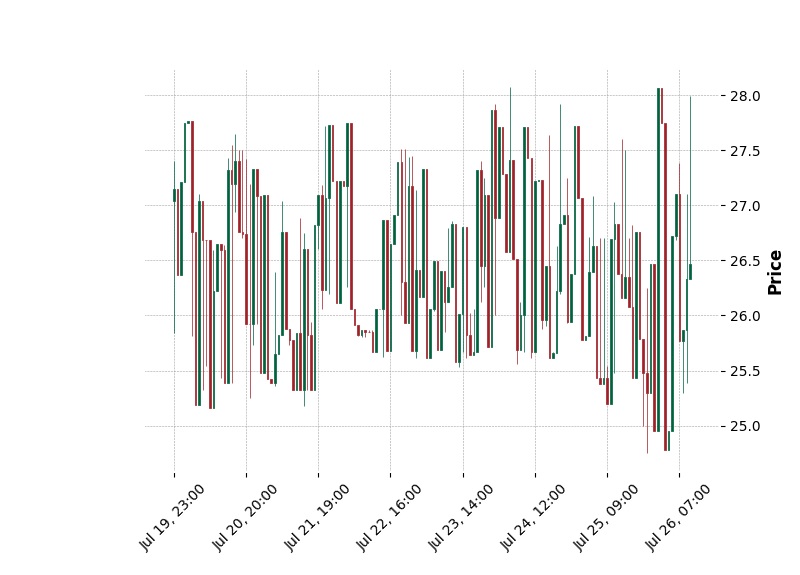 28.0
27.5
27.0
26.5
26.0
25.5
25.0
Price
Jul 19, 23:00
Jul 20, 20:00
Jul 21, 19:00
Jul 22, 16:00
Jul 23, 14:00
Jul 24, 12:00
Jul 25, 09:00
Jul 26, 07:00